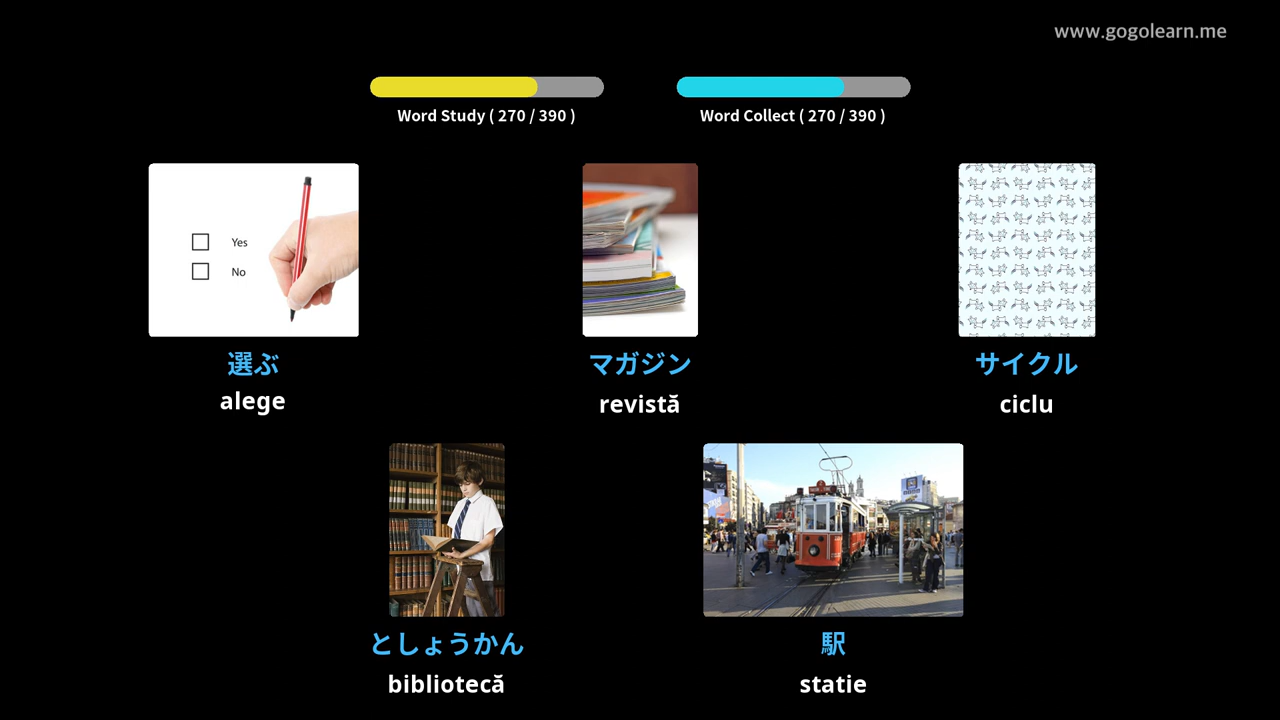 www.gogolearn.me
Word Study ( 270 / 390 )
Word Collect ( 270 / 390 )
Yes
No
選ぶ
alege
マガジン
revistă
サイクル
ciclu
としょうかん
bibliotecă
駅
statie